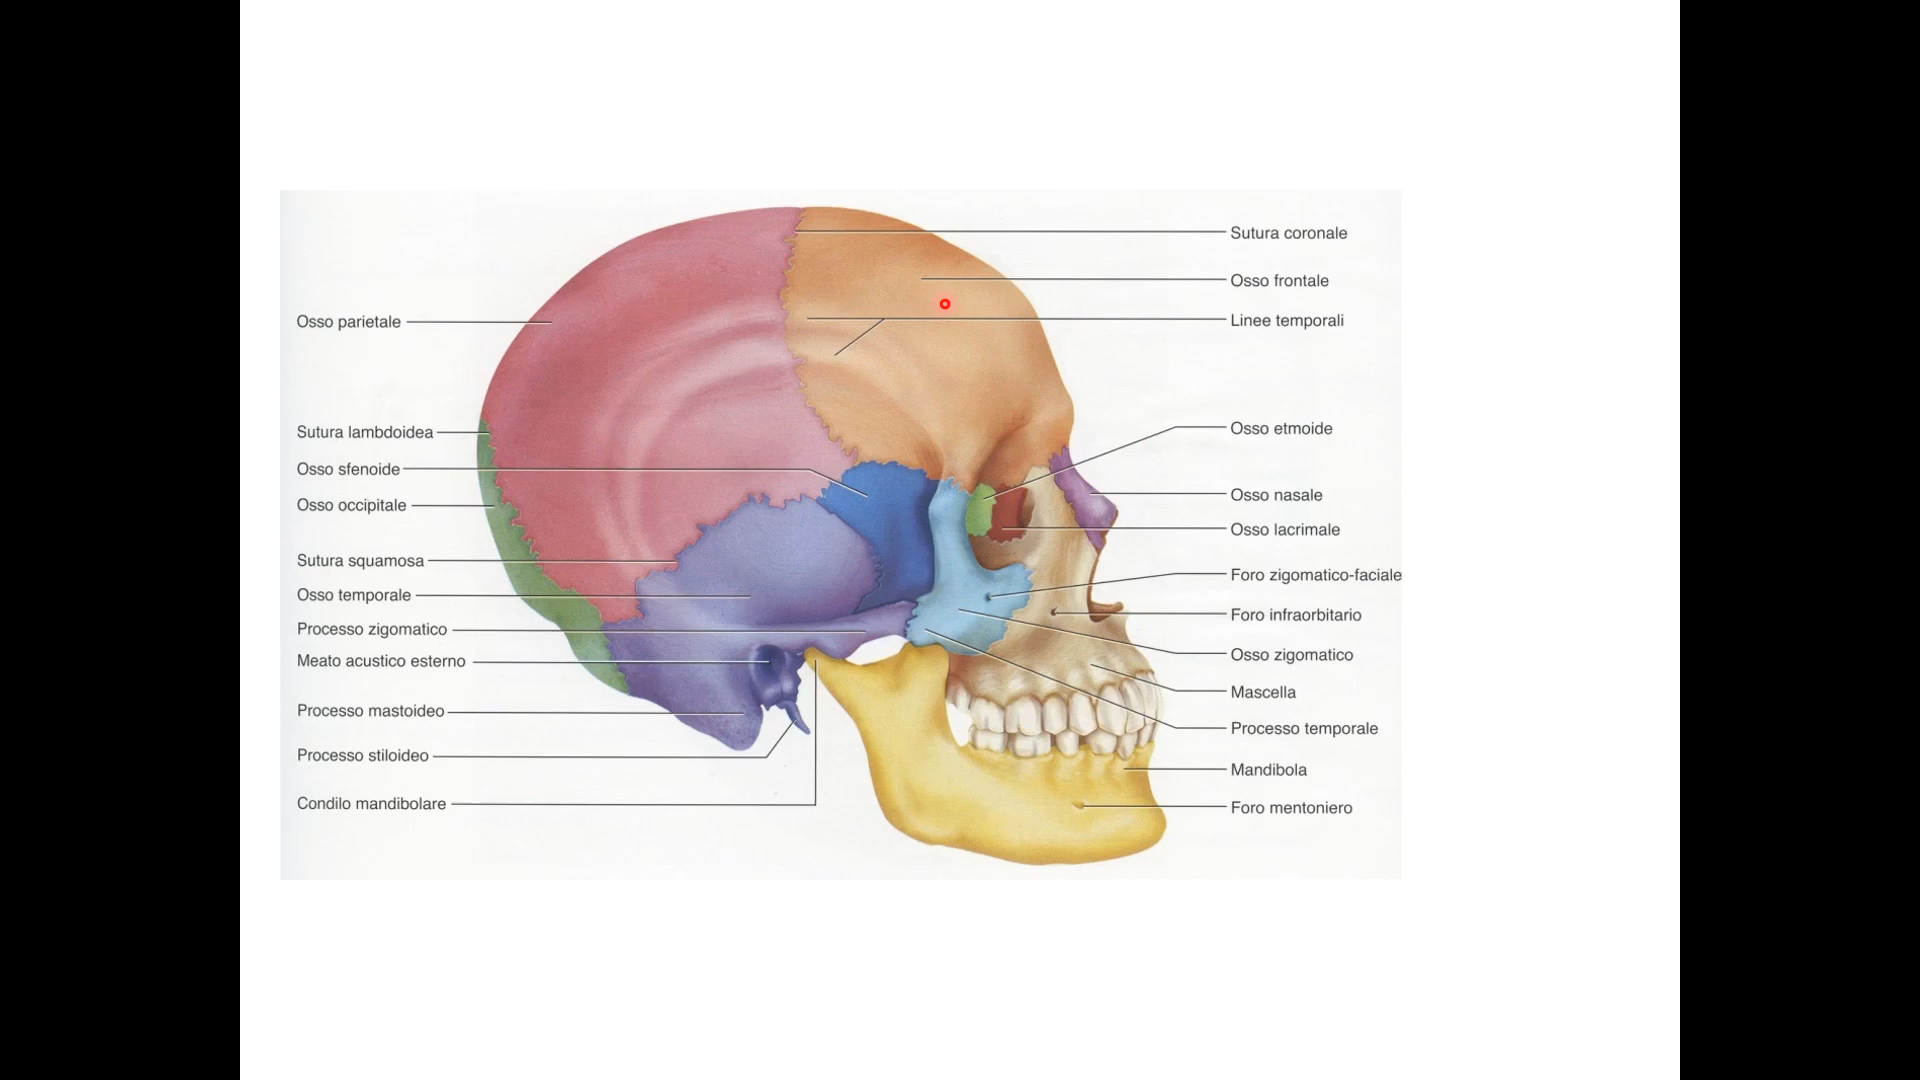 Osso parietale
Sutura lambdoidea
Osso sfenoide
Osso occipitale
Sutura squamosa
Osso temporale
Processo zigomatico
Meato acustico esterno
Processo mastoideo
Processo stiloideo
Condilo mandibolare
Sutura coronale
Osso frontale
Linee temporali
Osso etmoide
Osso nasale
Osso lacrimale
Foro zigomatico-faciale
Foro infraorbitario
Osso zigomatico
Mascella
Processo temporale
Mandibola
Foro mentoniero